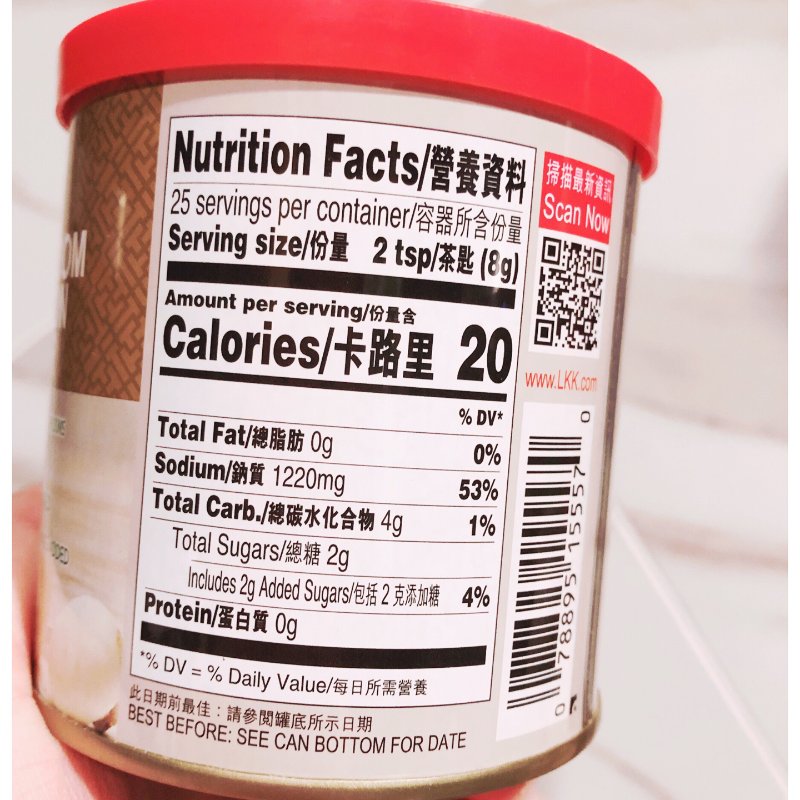 Nutrition Facts/營養資料
25 servings per container/容器所含份量
Serving size/份量 2 tsp/茶匙 (8g)
Amount per serving/份量含
Calories/卡路里 20
% DV*
Total Fat/總脂肪 0g 0%
Sodium/鈉質 1220mg 53%
Total Carb./總碳水化合物 4g 1%
Total Sugars/總糖 2g
Includes 2g Added Sugars/包括 2 克添加糖 4%
Protein/蛋白質 0g
*% DV = % Daily Value/每日所需營養
此日期前最佳：請參閱罐底所示日期
BEST BEFORE: SEE CAN BOTTOM FOR DATE
掃描最新資訊
Scan Now
www.LKK.com
0 78895 15557 0